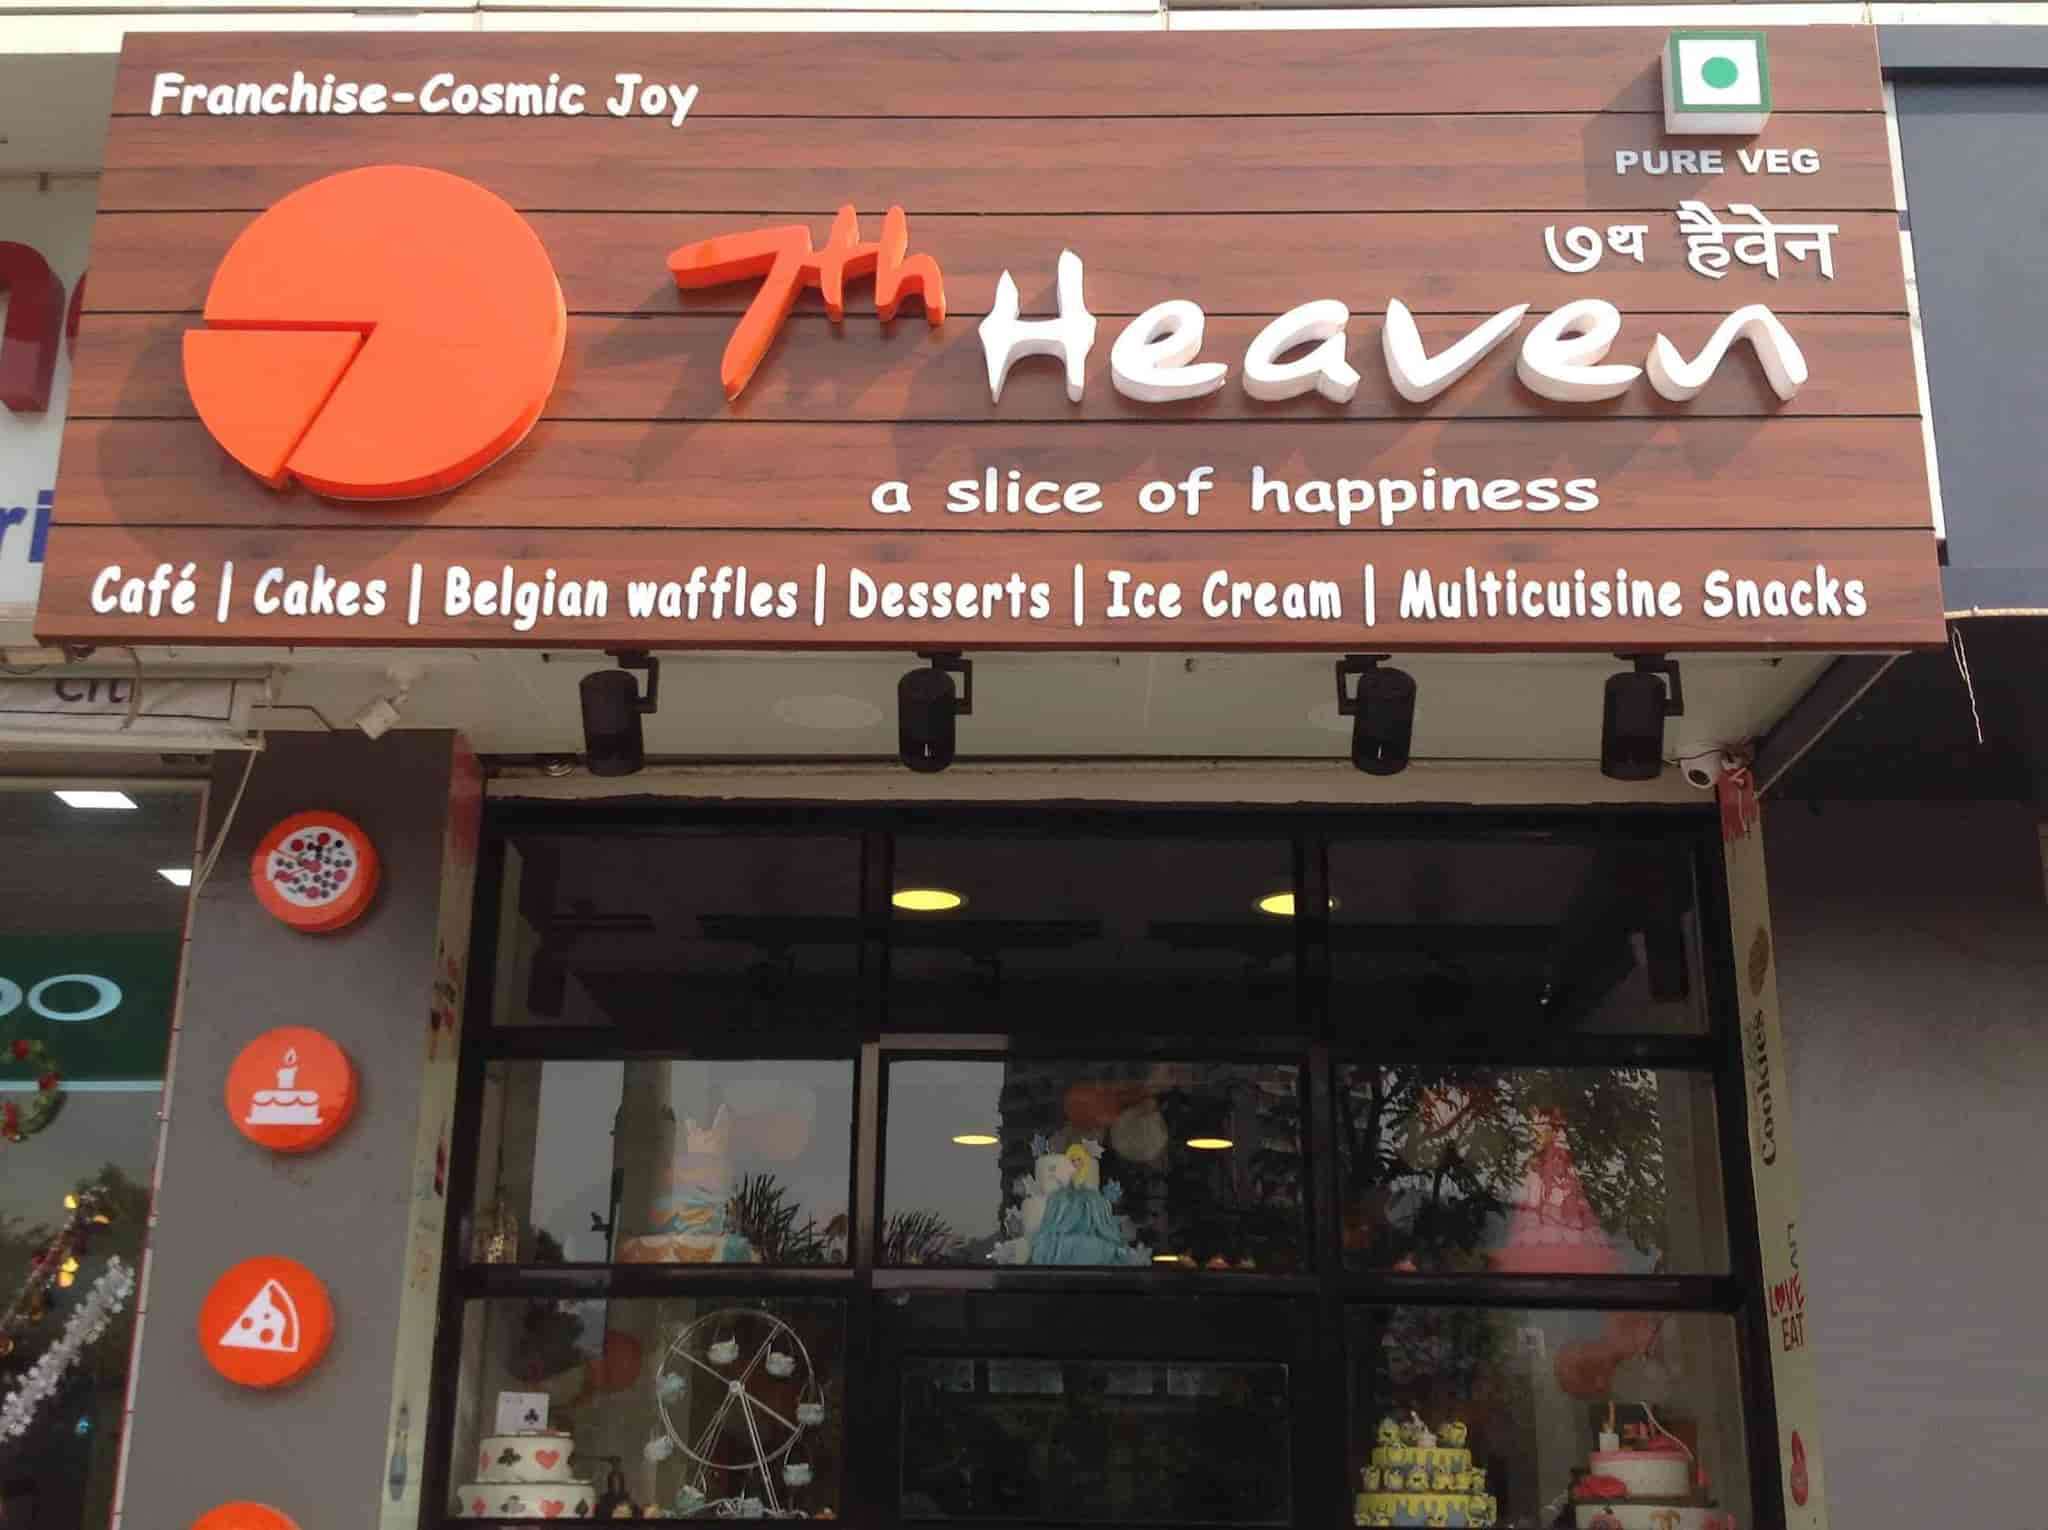 Franchise-Cosmic Joy
PURE VEG
७थ हैवेन
7th Heaven
a slice of happiness
Café | Cakes | Belgian waffles | Desserts | Ice Cream | Multicuisine Snacks
Cookies
LOVE
EAT